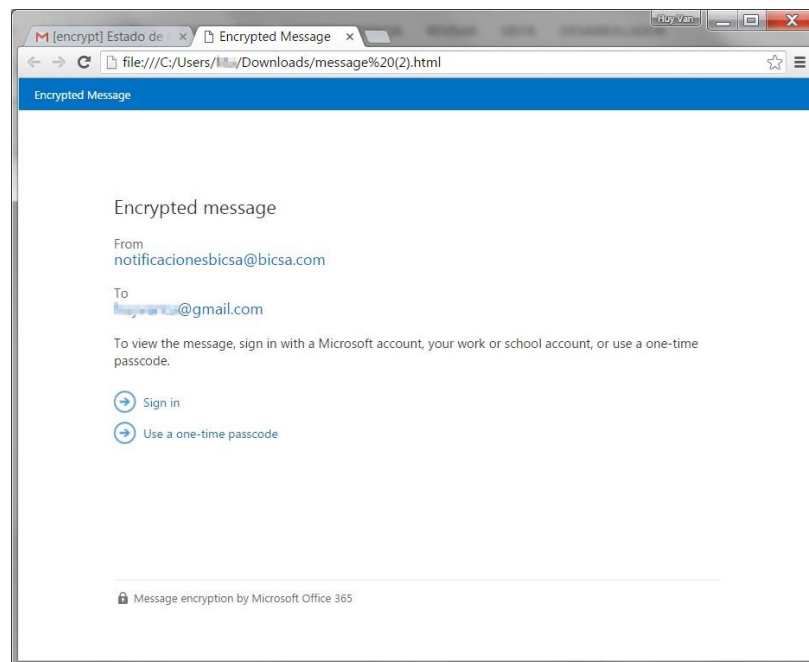 Huy Van
[encrypt] Estado de c
Encrypted Message
file:///C:/Users/ /Downloads/message%20(2).html
Encrypted Message
Encrypted message
From
notificacionesbicsa@bicsa.com
To
@gmail.com
To view the message, sign in with a Microsoft account, your work or school account, or use a one-time
passcode.
Sign in
Use a one-time passcode
Message encryption by Microsoft Office 365